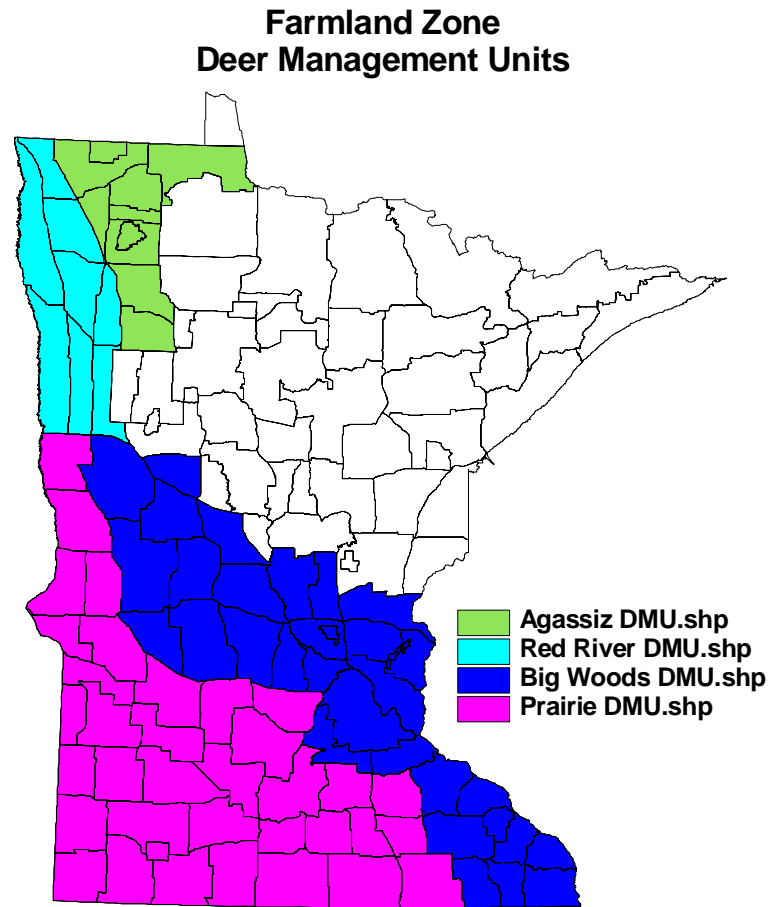 Farmland Zone
Deer Management Units
Agassiz DMU.shp
Red River DMU.shp
Big Woods DMU.shp
Prairie DMU.shp